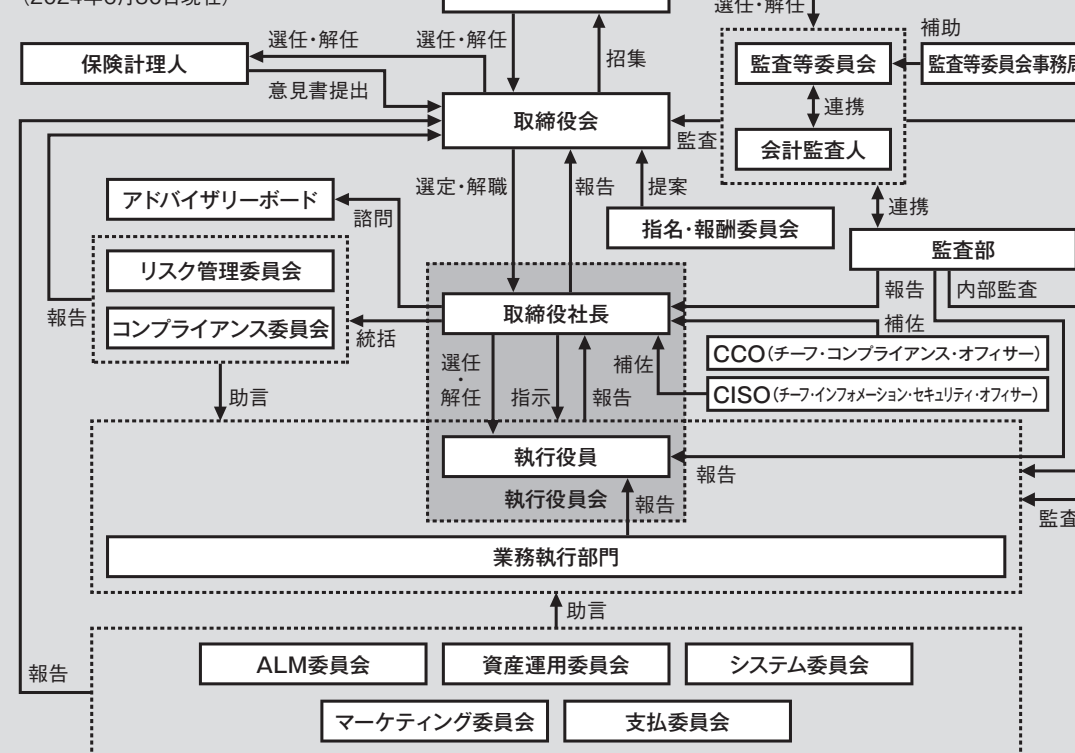 選任・解任
保険計理人
選任・解任
選任・解任
招集
意見書提出
監査等委員会
補助
監査等委員会事務局
連携
会計監査人
取締役会
監査
選定・解職
報告
提案
連携
アドバイザリーボード
諮問
指名・報酬委員会
監査部
リスク管理委員会
コンプライアンス委員会
報告
統括
取締役社長
報告
内部監査
補佐
CCO(チーフ・コンプライアンス・オフィサー)
CISO(チーフ・インフォメーション・セキュリティ・オフィサー)
補佐
選任
・
解任
指示
報告
助言
執行役員
報告
執行役員会
報告
監査
業務執行部門
助言
報告
ALM委員会
資産運用委員会
システム委員会
マーケティング委員会
支払委員会